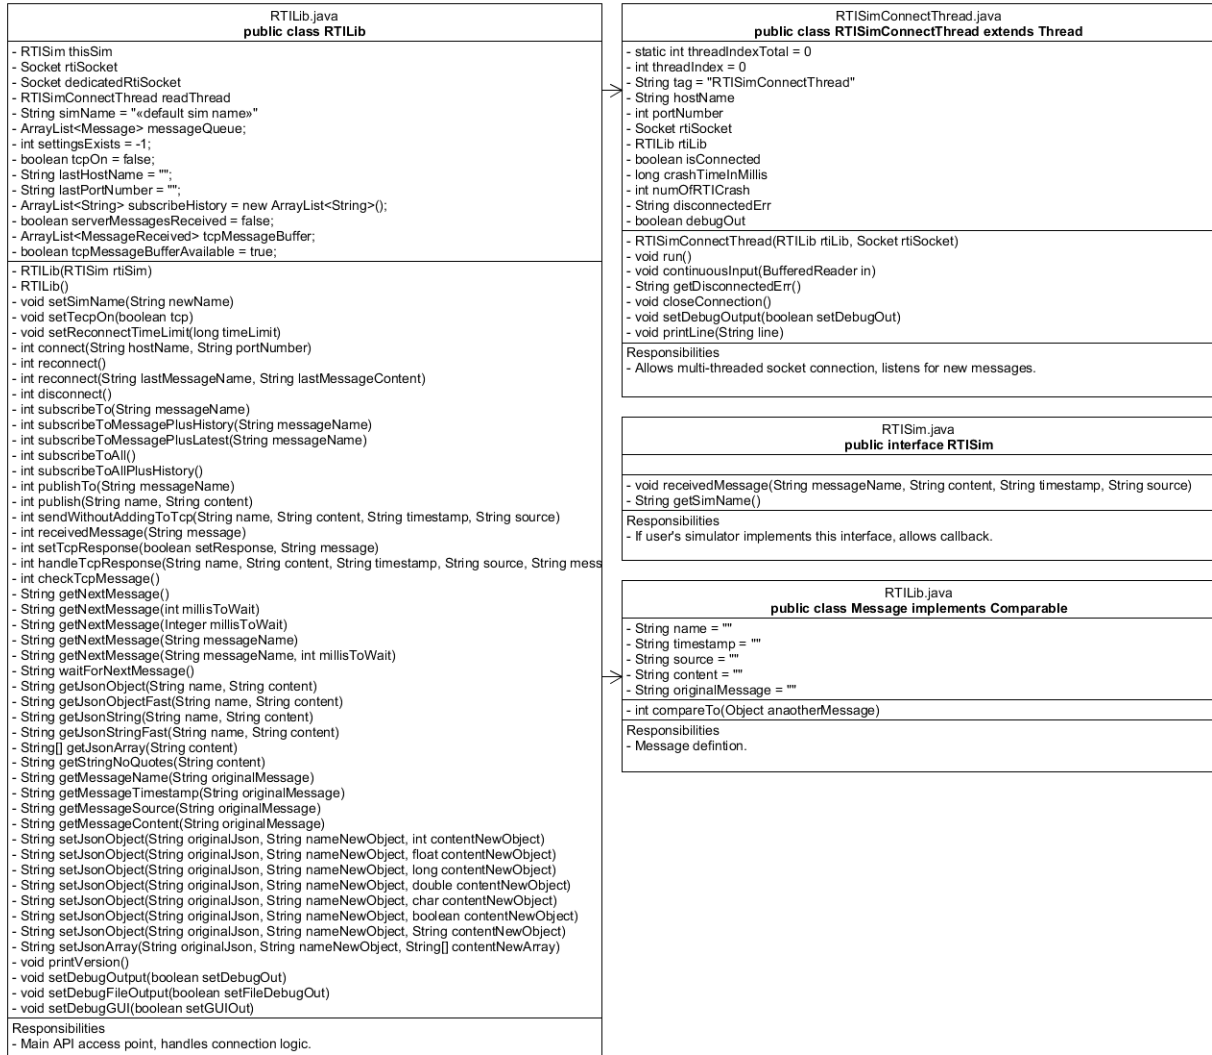 RTILib.java
public class RTILib
- RTISim thisSim
- Socket rtiSocket
- Socket dedicatedRtiSocket
- RTISimConnectThread readThread
- String simName = "«default sim name»"
- ArrayList<Message> messageQueue;
- int settingsExists = -1;
- boolean tcpOn = false;
- String lastHostName = "";
- String lastPortNumber = "";
- ArrayList<String> subscribeHistory = new ArrayList<String>();
- boolean serverMessagesReceived = false;
- ArrayList<MessageReceived> tcpMessageBuffer;
- boolean tcpMessageBufferAvailable = true;
- RTILib(RTISim rtiSim)
- RTILib()
- void setSimName(String newName)
- void setTecpOn(boolean tcp)
- void setReconnectTimeLimit(long timeLimit)
- int connect(String hostName, String portNumber)
- int reconnect()
- int reconnect(String lastMessageName, String lastMessageContent)
- int disconnect()
- int subscribeTo(String messageName)
- int subscribeToMessagePlusHistory(String messageName)
- int subscribeToMessagePlusLatest(String messageName)
- int subscribeToAll()
- int subscribeToAllPlusHistory()
- int publishTo(String messageName)
- int publish(String name, String content)
- int sendWithoutAddingToTcp(String name, String content, String timestamp, String source)
- int receivedMessage(String message)
- int setTcpResponse(boolean setResponse, String message)
- int handleTcpResponse(String name, String content, String timestamp, String source, String mess
- int checkTcpMessage()
- String getNextMessage()
- String getNextMessage(int millisToWait)
- String getNextMessage(Integer millisToWait)
- String getNextMessage(String messageName)
- String getNextMessage(String messageName, int millisToWait)
- String waitForNextMessage()
- String getJsonObject(String name, String content)
- String getJsonObjectFast(String name, String content)
- String getJsonString(String name, String content)
- String getJsonStringFast(String name, String content)
- String[] getJsonArray(String content)
- String getStringNoQuotes(String content)
- String getMessageName(String originalMessage)
- String getMessageTimestamp(String originalMessage)
- String getMessageSource(String originalMessage)
- String getMessageContent(String originalMessage)
- String setJsonObject(String originalJson, String nameNewObject, int contentNewObject)
- String setJsonObject(String originalJson, String nameNewObject, float contentNewObject)
- String setJsonObject(String originalJson, String nameNewObject, long contentNewObject)
- String setJsonObject(String originalJson, String nameNewObject, double contentNewObject)
- String setJsonObject(String originalJson, String nameNewObject, char contentNewObject)
- String setJsonObject(String originalJson, String nameNewObject, boolean contentNewObject)
- String setJsonObject(String originalJson, String nameNewObject, String contentNewObject)
- String setJsonArray(String originalJson, String nameNewObject, String[] contentNewArray)
- void printVersion()
- void setDebugOutput(boolean setDebugOut)
- void setDebugFileOutput(boolean setFileDebugOut)
- void setDebugGUI(boolean setGUIOut)
Responsibilities
- Main API access point, handles connection logic.
RTISimConnectThread.java
public class RTISimConnectThread extends Thread
- static int threadIndexTotal = 0
- int threadIndex = 0
- String tag = "RTISimConnectThread"
- String hostName
- int portNumber
- Socket rtiSocket
- RTILib rtiLib
- boolean isConnected
- long crashTimeInMillis
- int numOfRTICrash
- String disconnectedErr
- boolean debugOut
- RTISimConnectThread(RTILib rtiLib, Socket rtiSocket)
- void run()
- void continuousInput(BufferedReader in)
- String getDisconnectedErr()
- void closeConnection()
- void setDebugOutput(boolean setDebugOut)
- void printLine(String line)
Responsibilities
- Allows multi-threaded socket connection, listens for new messages.
RTISim.java
public interface RTISim
- void receivedMessage(String messageName, String content, String timestamp, String source)
- String getSimName()
Responsibilities
- If user's simulator implements this interface, allows callback.
RTILib.java
public class Message implements Comparable
- String name = ""
- String timestamp = ""
- String source = ""
- String content = ""
- String originalMessage = ""
- int compareTo(Object anaotherMessage)
Responsibilities
- Message defintion.